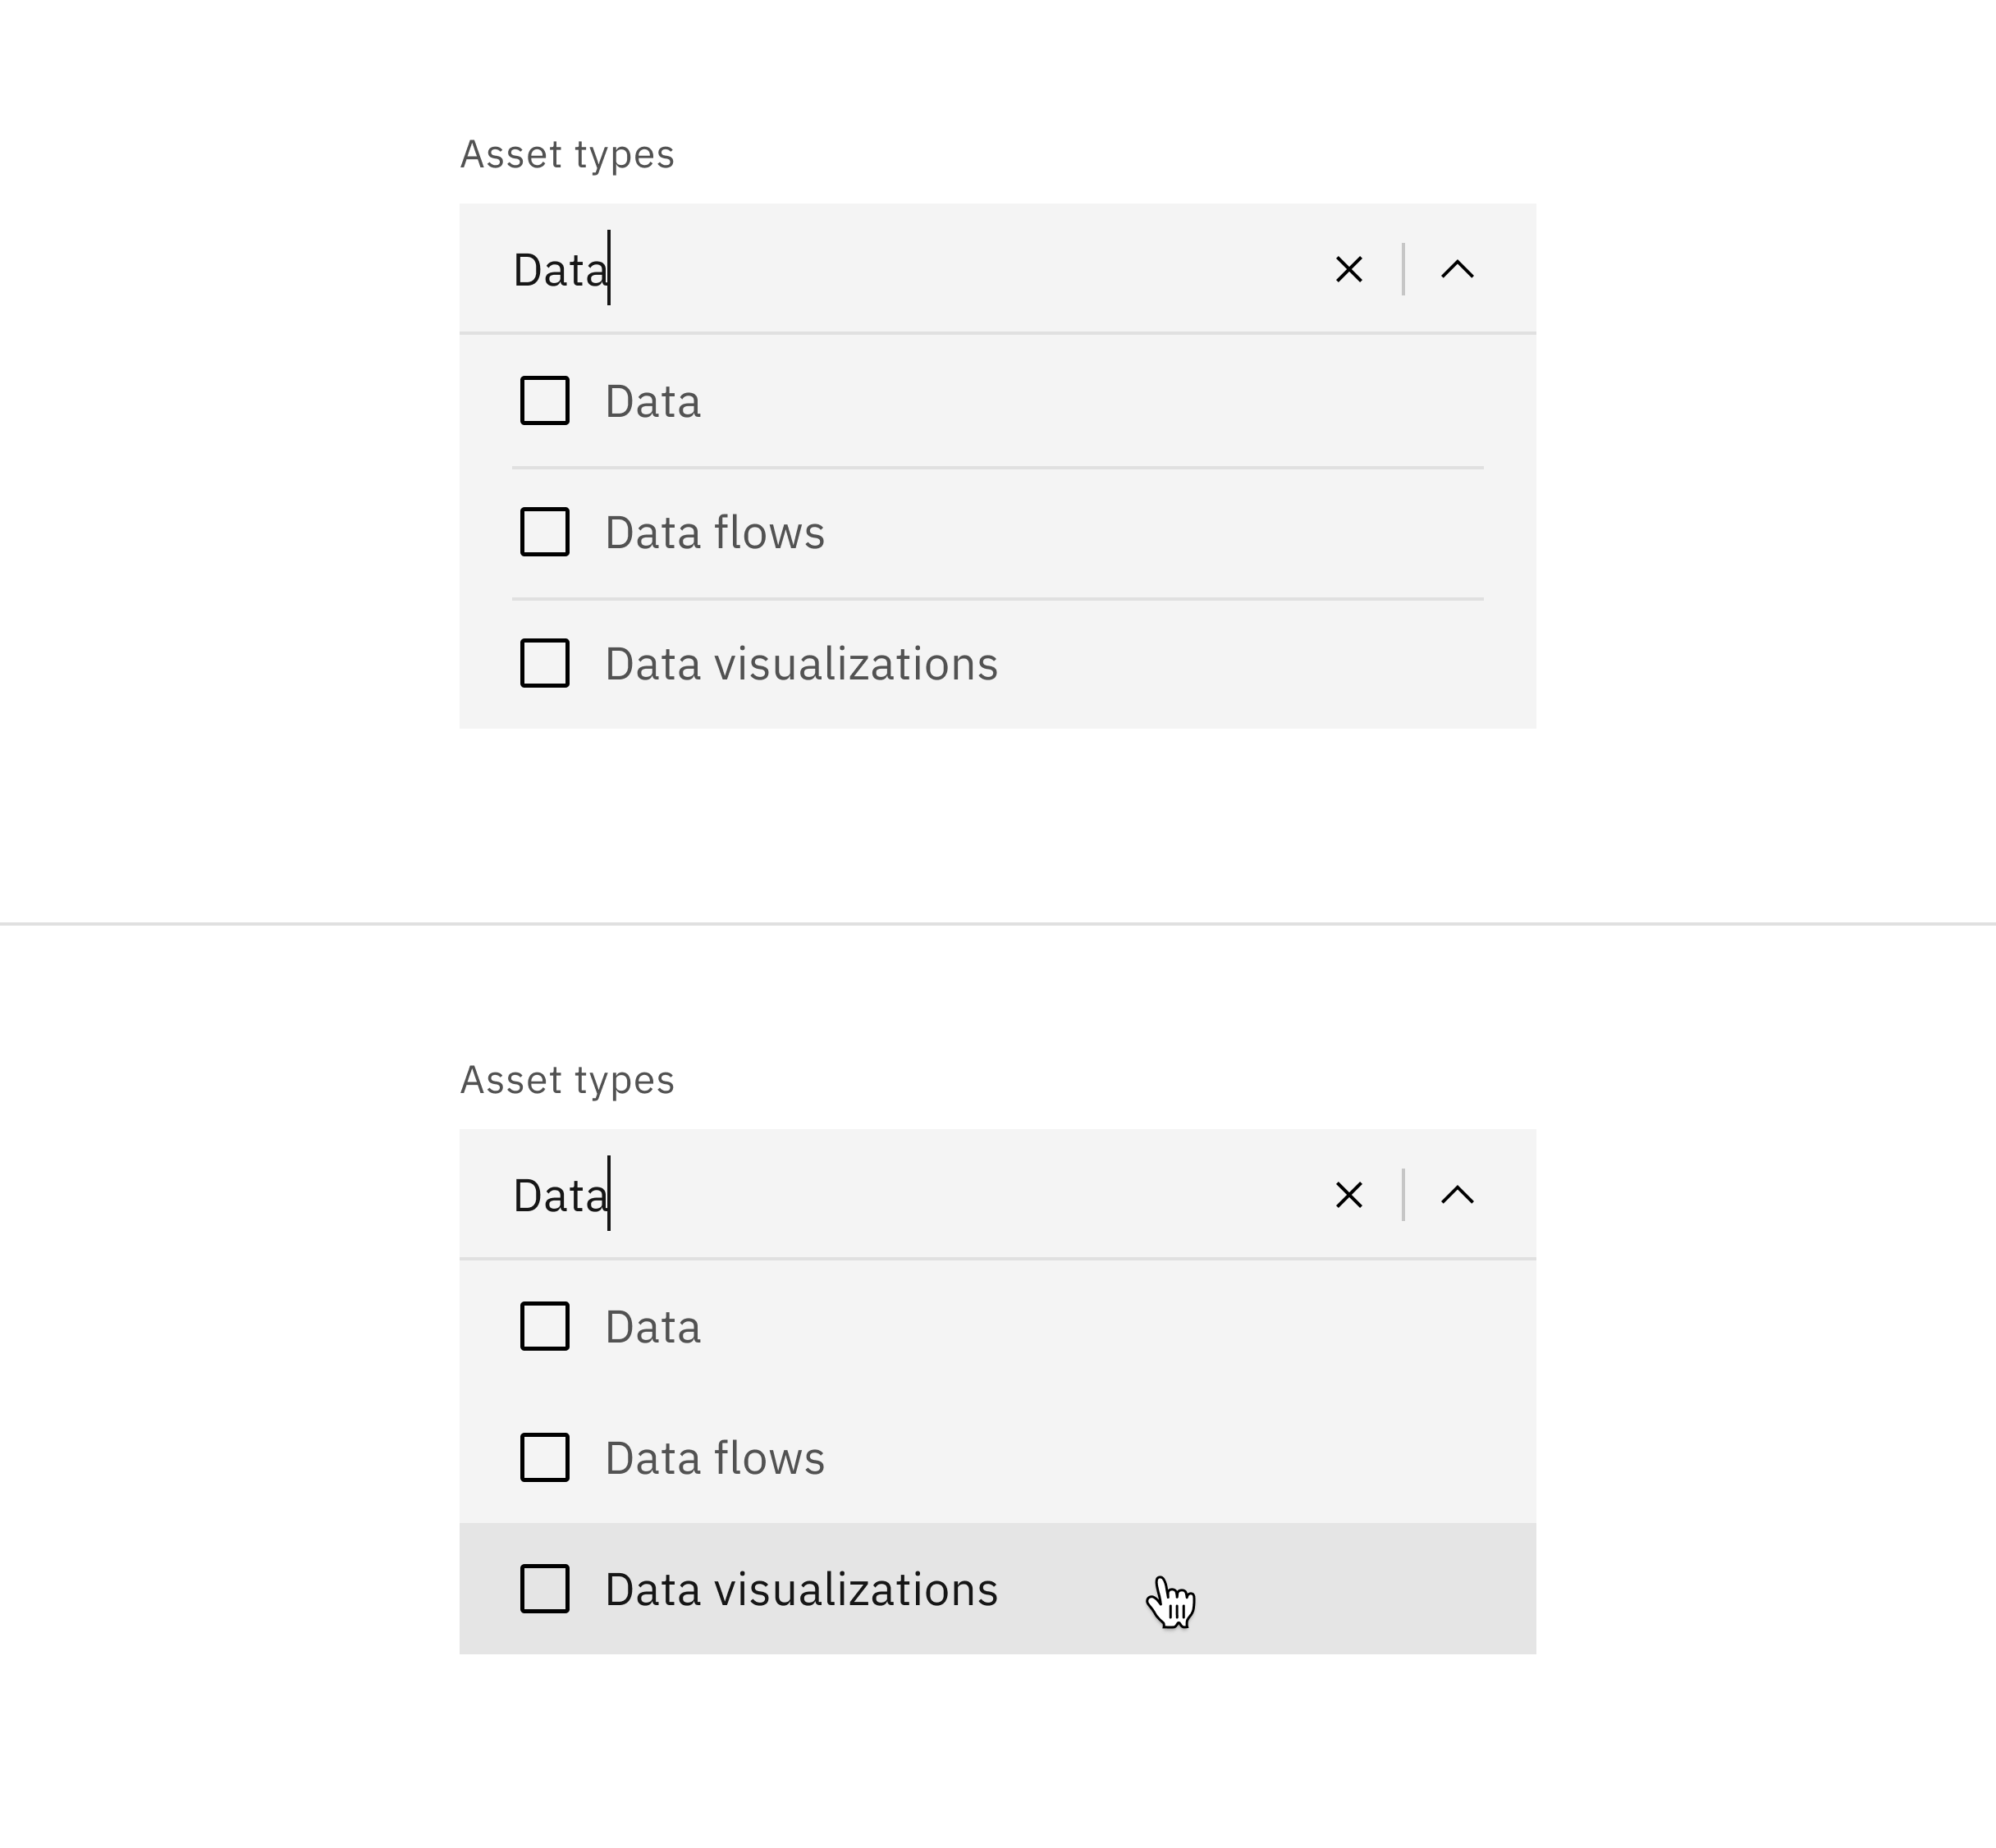 Asset types
Data
Data
Data flows
Data visualizations
Asset types
Data
Data
Data flows
Data visualizations